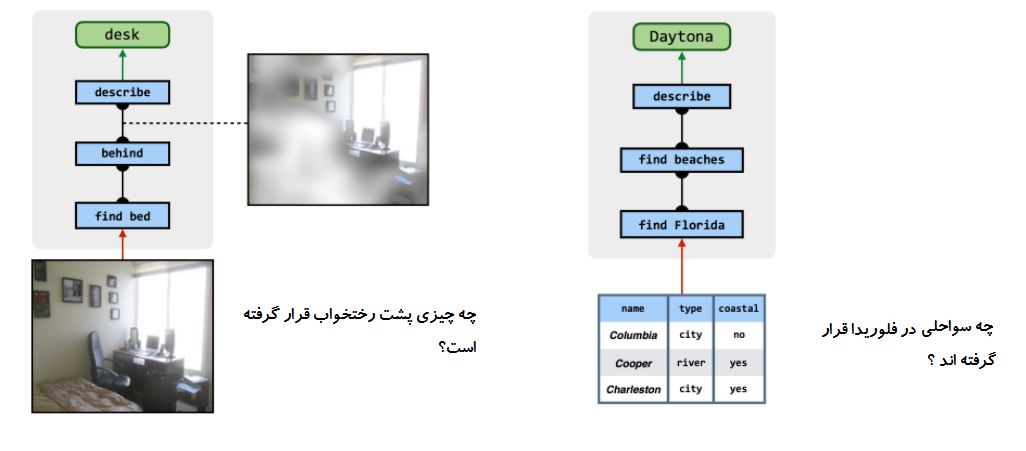 desk
describe
behind
find bed
چه چیزی پشت رختخواب قرار گرفته
است؟
Daytona
describe
find beaches
find Florida
name type coastal
Columbia city no
Cooper river yes
Charleston city yes
چه سواحلی در فلوریدا قرار
گرفته اند ؟